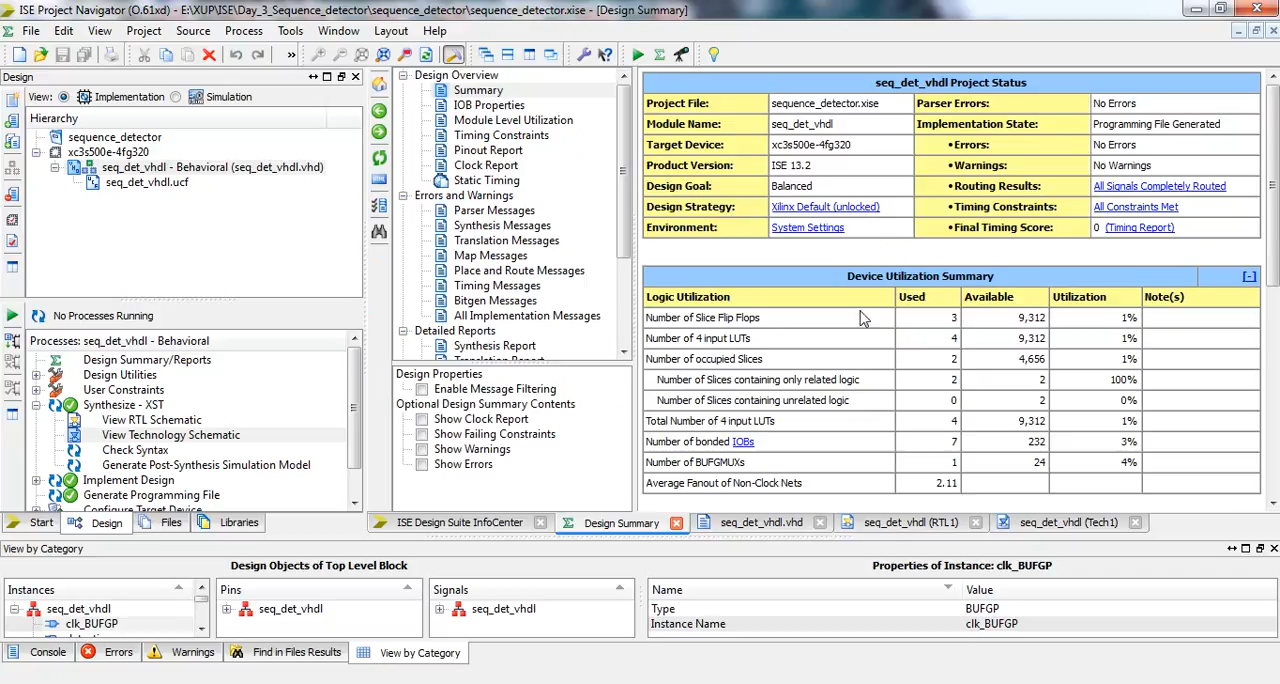 ISE Project Navigator (O.61xd) - E:\XUP\ISE\Day_3_Sequence_detector\sequence_detector\sequence_detector.xise - [Design Summary]
File Edit View Project Source Process Tools Window Layout Help
Design
View: Implementation Simulation
Hierarchy
sequence_detector
xc3s500e-4fg320
seq_det_vhdl - Behavioral (seq_det_vhdl.vhd)
seq_det_vhdl.ucf
No Processes Running
Processes: seq_det_vhdl - Behavioral
Design Summary/Reports
Design Utilities
User Constraints
Synthesize - XST
View RTL Schematic
View Technology Schematic
Check Syntax
Generate Post-Synthesis Simulation Model
Implement Design
Generate Programming File
Configure Target Device
Start Design Files Libraries
Design Overview
Summary
IOB Properties
Module Level Utilization
Timing Constraints
Pinout Report
Clock Report
Static Timing
Errors and Warnings
Parser Messages
Synthesis Messages
Translation Messages
Map Messages
Place and Route Messages
Timing Messages
Bitgen Messages
All Implementation Messages
Detailed Reports
Synthesis Report
Translation Report
Design Properties
Enable Message Filtering
Optional Design Summary Contents
Show Clock Report
Show Failing Constraints
Show Warnings
Show Errors
seq_det_vhdl Project Status
Project File: sequence_detector.xise Parser Errors: No Errors
Module Name: seq_det_vhdl Implementation State: Programming File Generated
Target Device: xc3s500e-4fg320 •Errors: No Errors
Product Version: ISE 13.2 •Warnings: No Warnings
Design Goal: Balanced •Routing Results: All Signals Completely Routed
Design Strategy: Xilinx Default (unlocked) •Timing Constraints: All Constraints Met
Environment: System Settings •Final Timing Score: 0 (Timing Report)
Device Utilization Summary [-]
Logic Utilization Used Available Utilization Note(s)
Number of Slice Flip Flops 3 9,312 1%
Number of 4 input LUTs 4 9,312 1%
Number of occupied Slices 2 4,656 1%
Number of Slices containing only related logic 2 2 100%
Number of Slices containing unrelated logic 0 2 0%
Total Number of 4 input LUTs 4 9,312 1%
Number of bonded IOBs 7 232 3%
Number of BUFGMUXs 1 24 4%
Average Fanout of Non-Clock Nets 2.11
ISE Design Suite InfoCenter Design Summary seq_det_vhdl.vhd seq_det_vhdl (RTL1) seq_det_vhdl (Tech1)
View by Category
Design Objects of Top Level Block
Instances Pins Signals
seq_det_vhdl seq_det_vhdl seq_det_vhdl
clk_BUFGP
Properties of Instance: clk_BUFGP
Name Value
Type BUFGP
Instance Name clk_BUFGP
Console Errors Warnings Find in Files Results View by Category